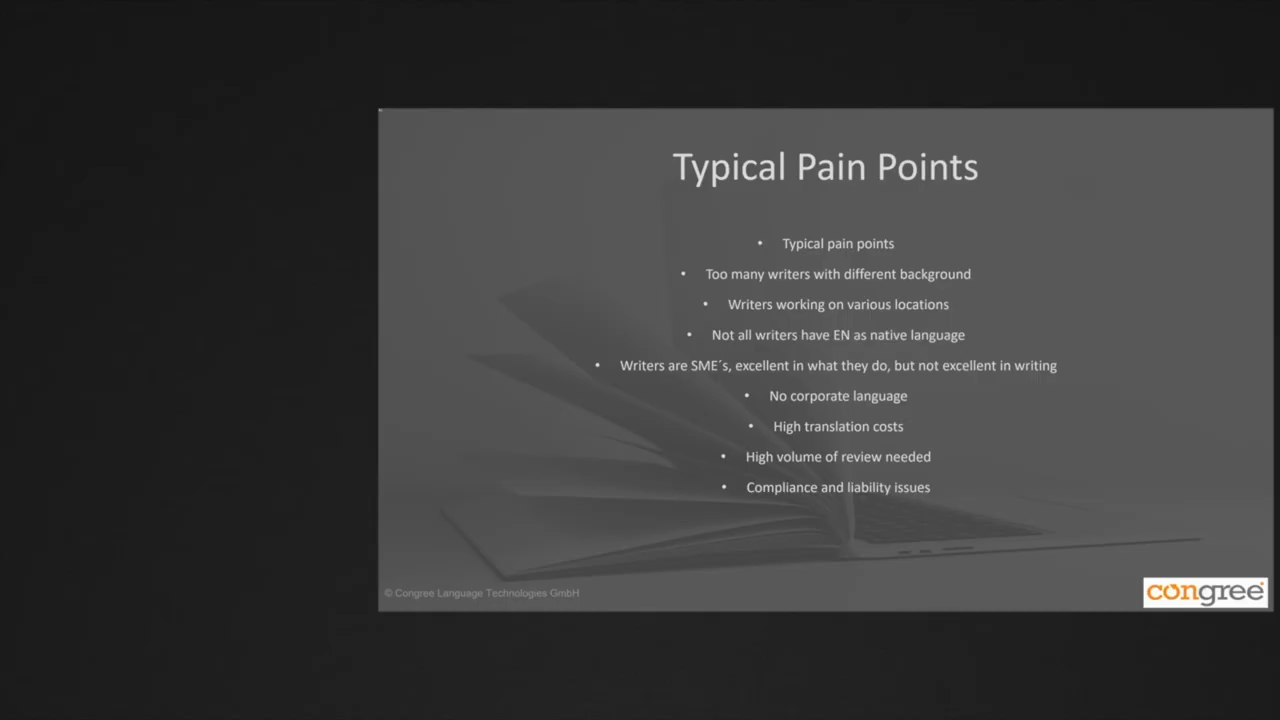 Typical Pain Points
• Typical pain points
• Too many writers with different background
• Writers working on various locations
• Not all writers have EN as native language
• Writers are SME´s, excellent in what they do, but not excellent in writing
• No corporate language
• High translation costs
• High volume of review needed
• Compliance and liability issues
© Congree Language Technologies GmbH
congree